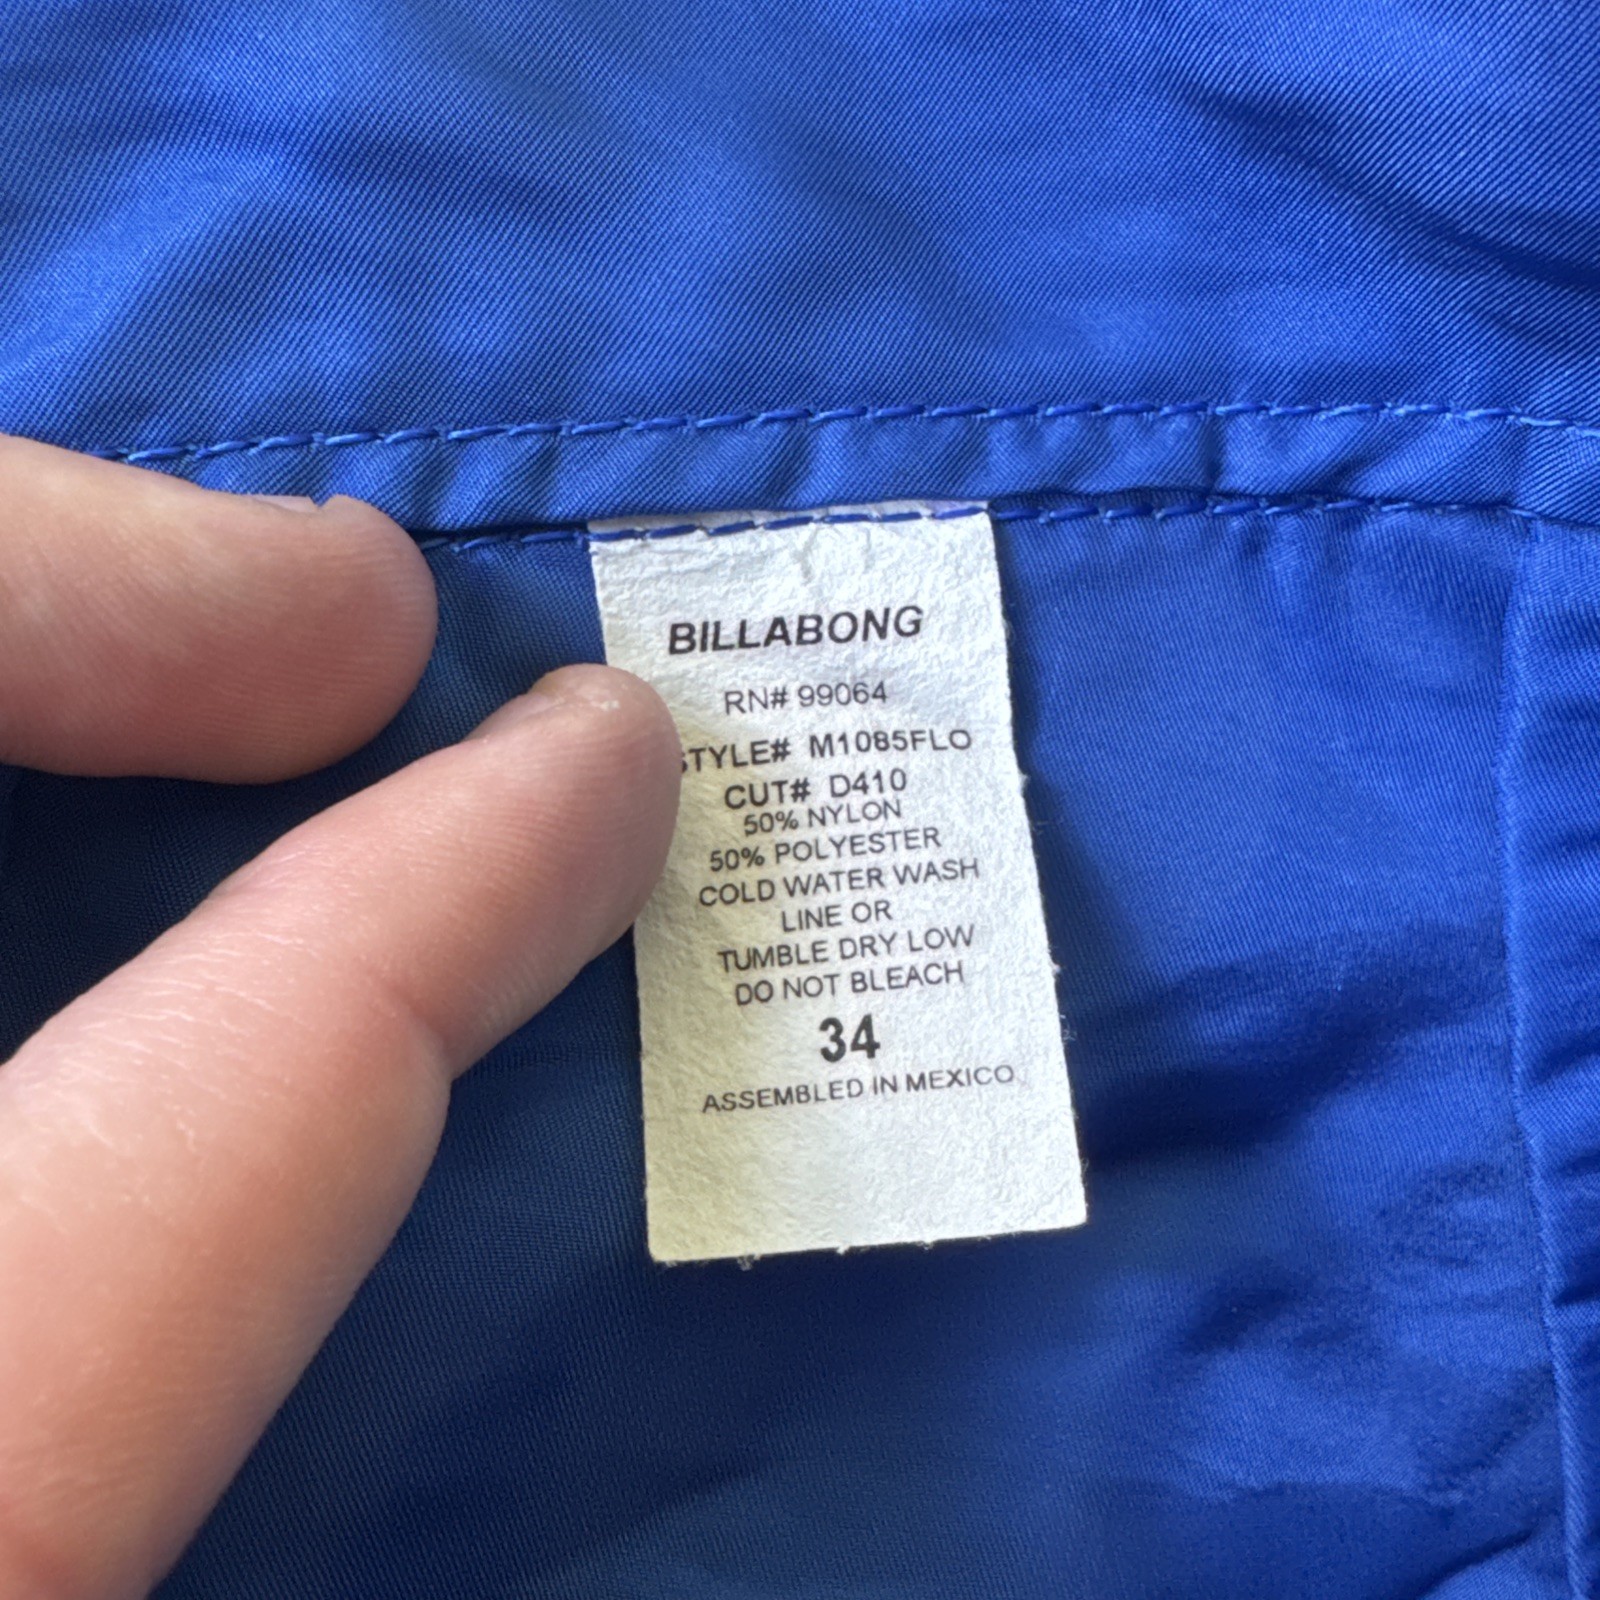 BILLABONG
RN# 99064
STYLE# M1085FLO
CUT# D410
50% NYLON
50% POLYESTER
COLD WATER WASH
LINE OR
TUMBLE DRY LOW
DO NOT BLEACH
34
ASSEMBLED IN MEXICO